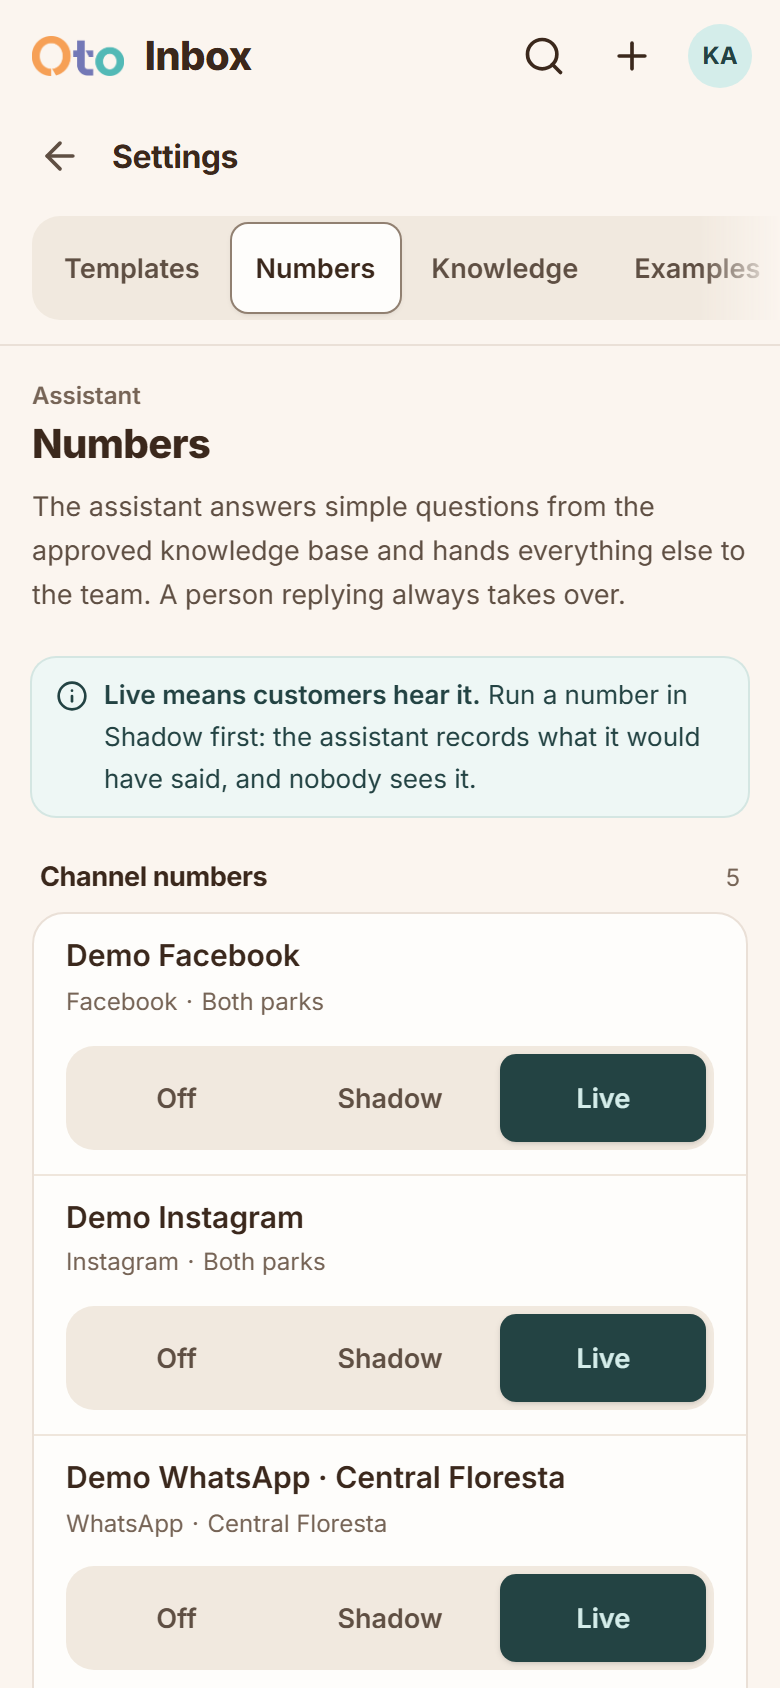 Oto Inbox
KA
Settings
Templates Numbers Knowledge Examples
Assistant
Numbers
The assistant answers simple questions from the
approved knowledge base and hands everything else to
the team. A person replying always takes over.
Live means customers hear it. Run a number in
Shadow first: the assistant records what it would
have said, and nobody sees it.
Channel numbers 5
Demo Facebook
Facebook · Both parks
Off Shadow Live
Demo Instagram
Instagram · Both parks
Off Shadow Live
Demo WhatsApp · Central Floresta
WhatsApp · Central Floresta
Off Shadow Live